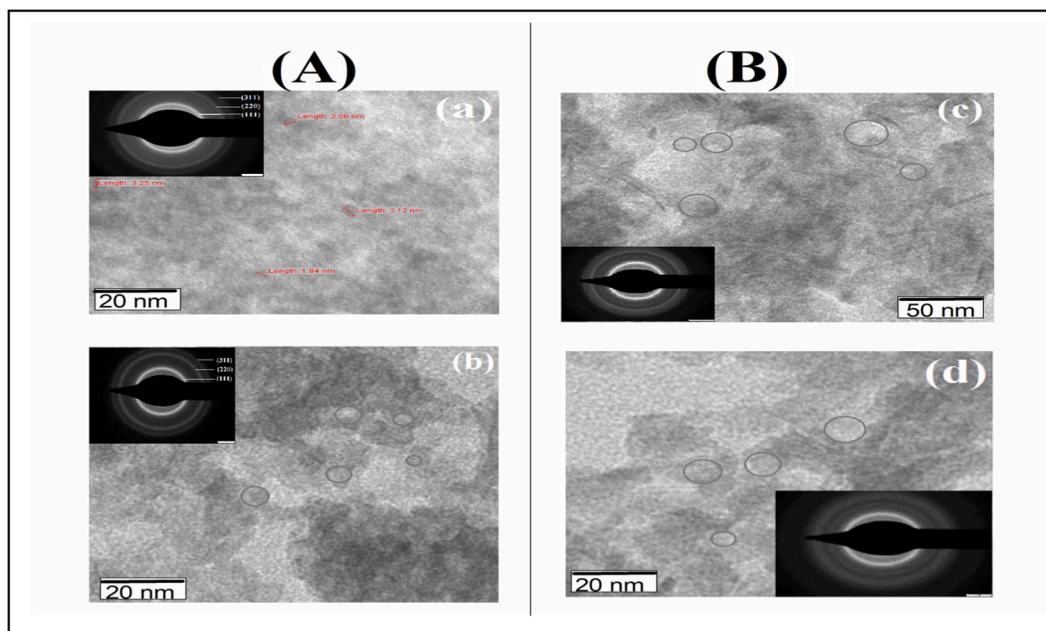 (A)
(B)
(a)
(311)
(220)
(111)
Length: 2.06 nm
Length: 3.25 nm
Length: 3.12 nm
Length: 1.84 nm
20 nm
(c)
50 nm
(b)
(311)
(220)
(111)
20 nm
(d)
20 nm